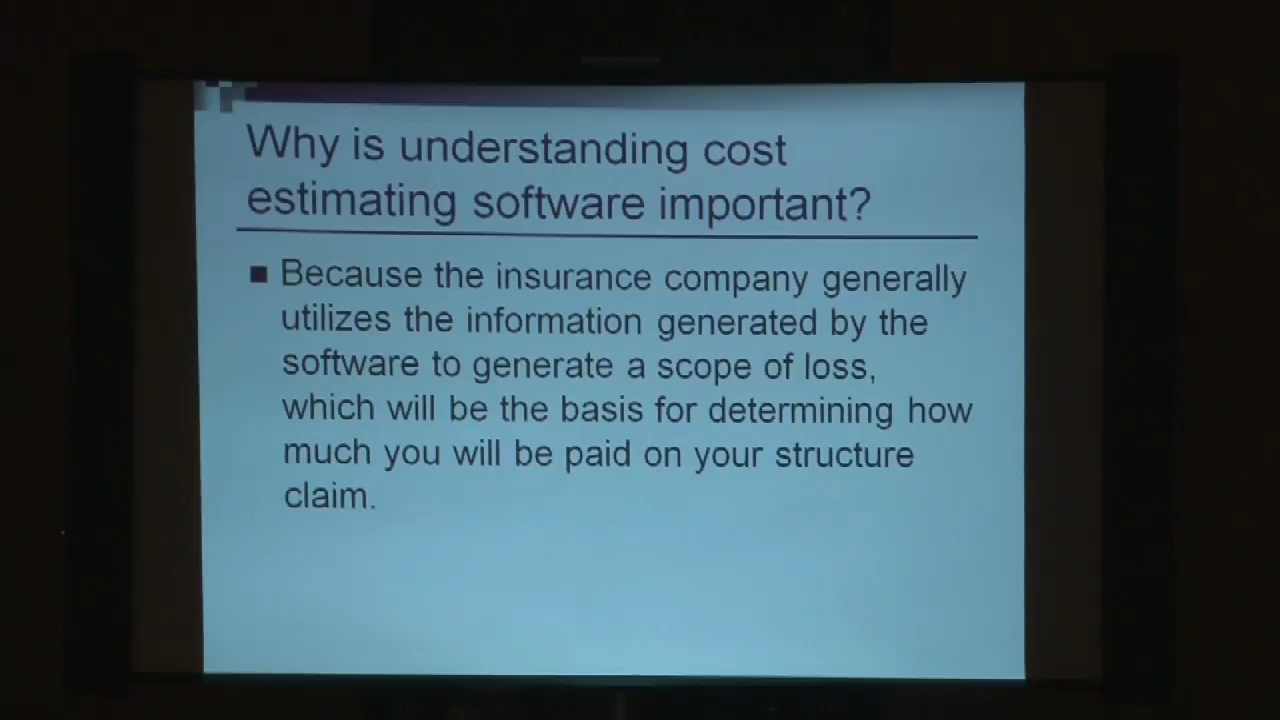 Why is understanding cost
estimating software important?
Because the insurance company generally
utilizes the information generated by the
software to generate a scope of loss,
which will be the basis for determining how
much you will be paid on your structure
claim.